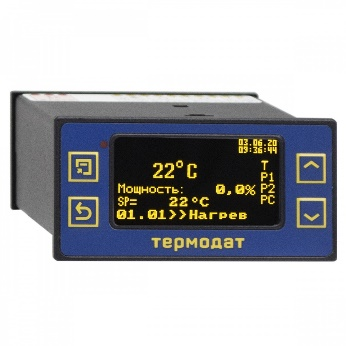 03.06.20
09:36:44
22°C
T
P1
Мощность: 0,0% P2
SP= 22°C PC
01.01>>Нагрев
термодат